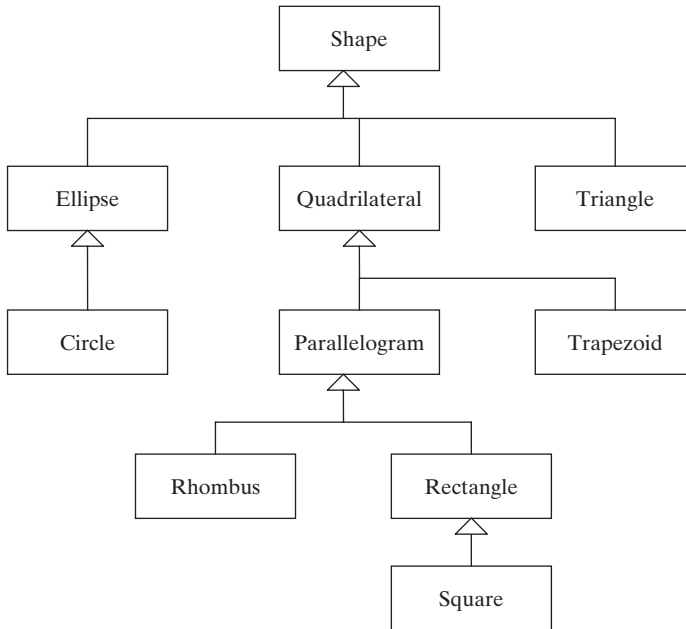 Shape
Ellipse
Quadrilateral
Triangle
Circle
Parallelogram
Trapezoid
Rhombus
Rectangle
Square